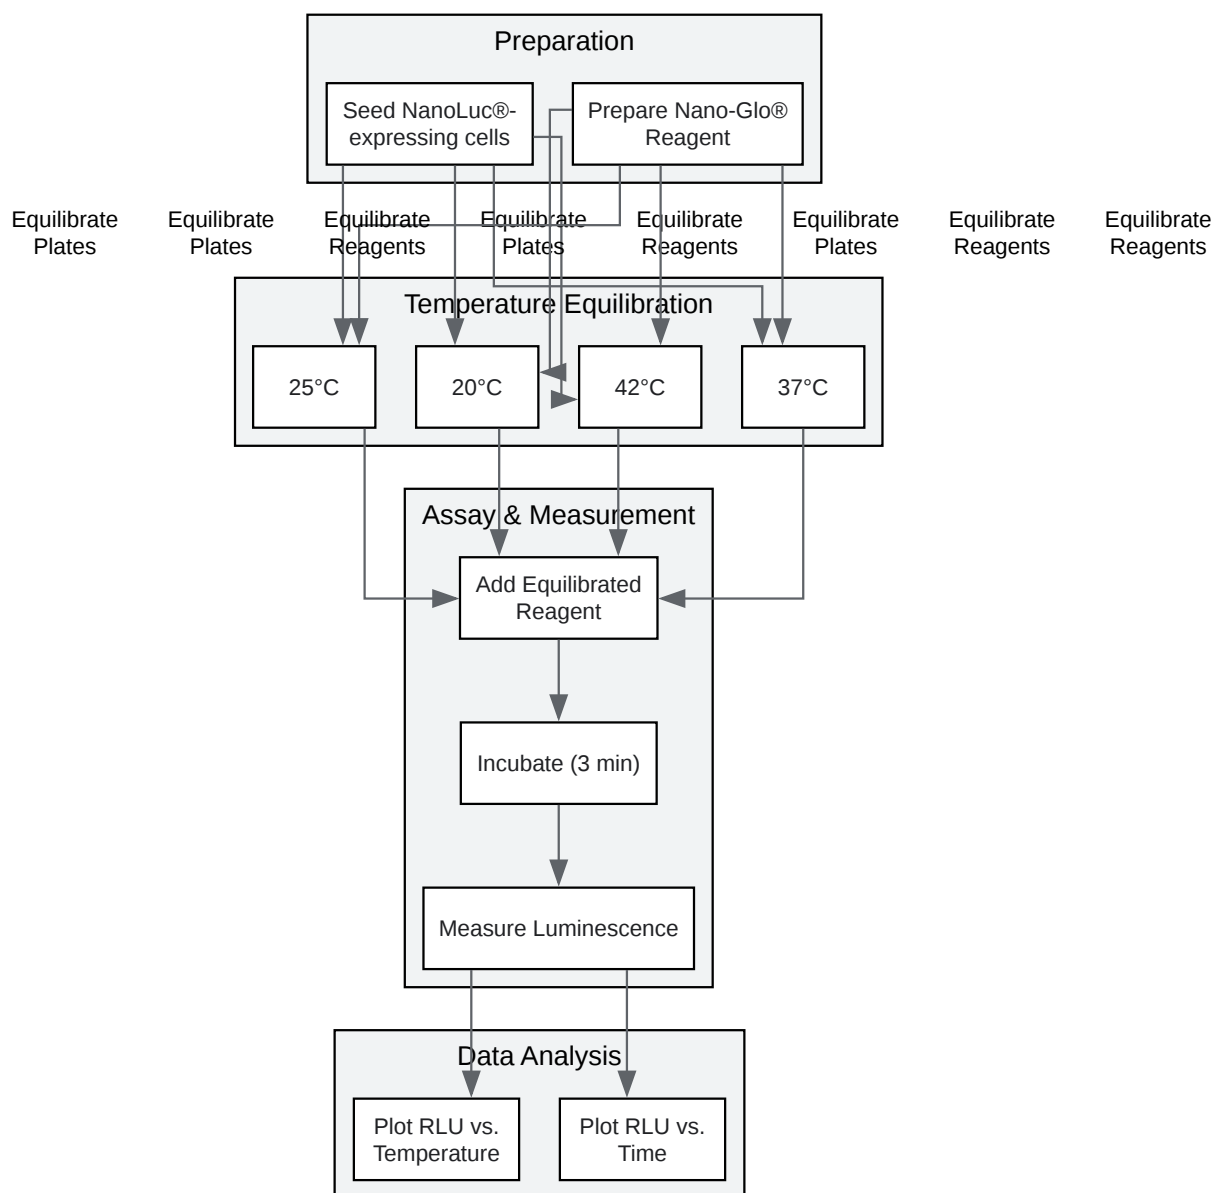 Preparation
Seed NanoLuc®-
expressing cells
Prepare Nano-Glo®
Reagent
Equilibrate
Plates
Equilibrate
Plates
Equilibrate
Reagents
Equilibrate
Plates
Equilibrate
Reagents
Equilibrate
Plates
Equilibrate
Reagents
Equilibrate
Reagents
Temperature Equilibration
25°C
20°C
42°C
37°C
Assay & Measurement
Add Equilibrated
Reagent
Incubate (3 min)
Measure Luminescence
Data Analysis
Plot RLU vs.
Temperature
Plot RLU vs.
Time